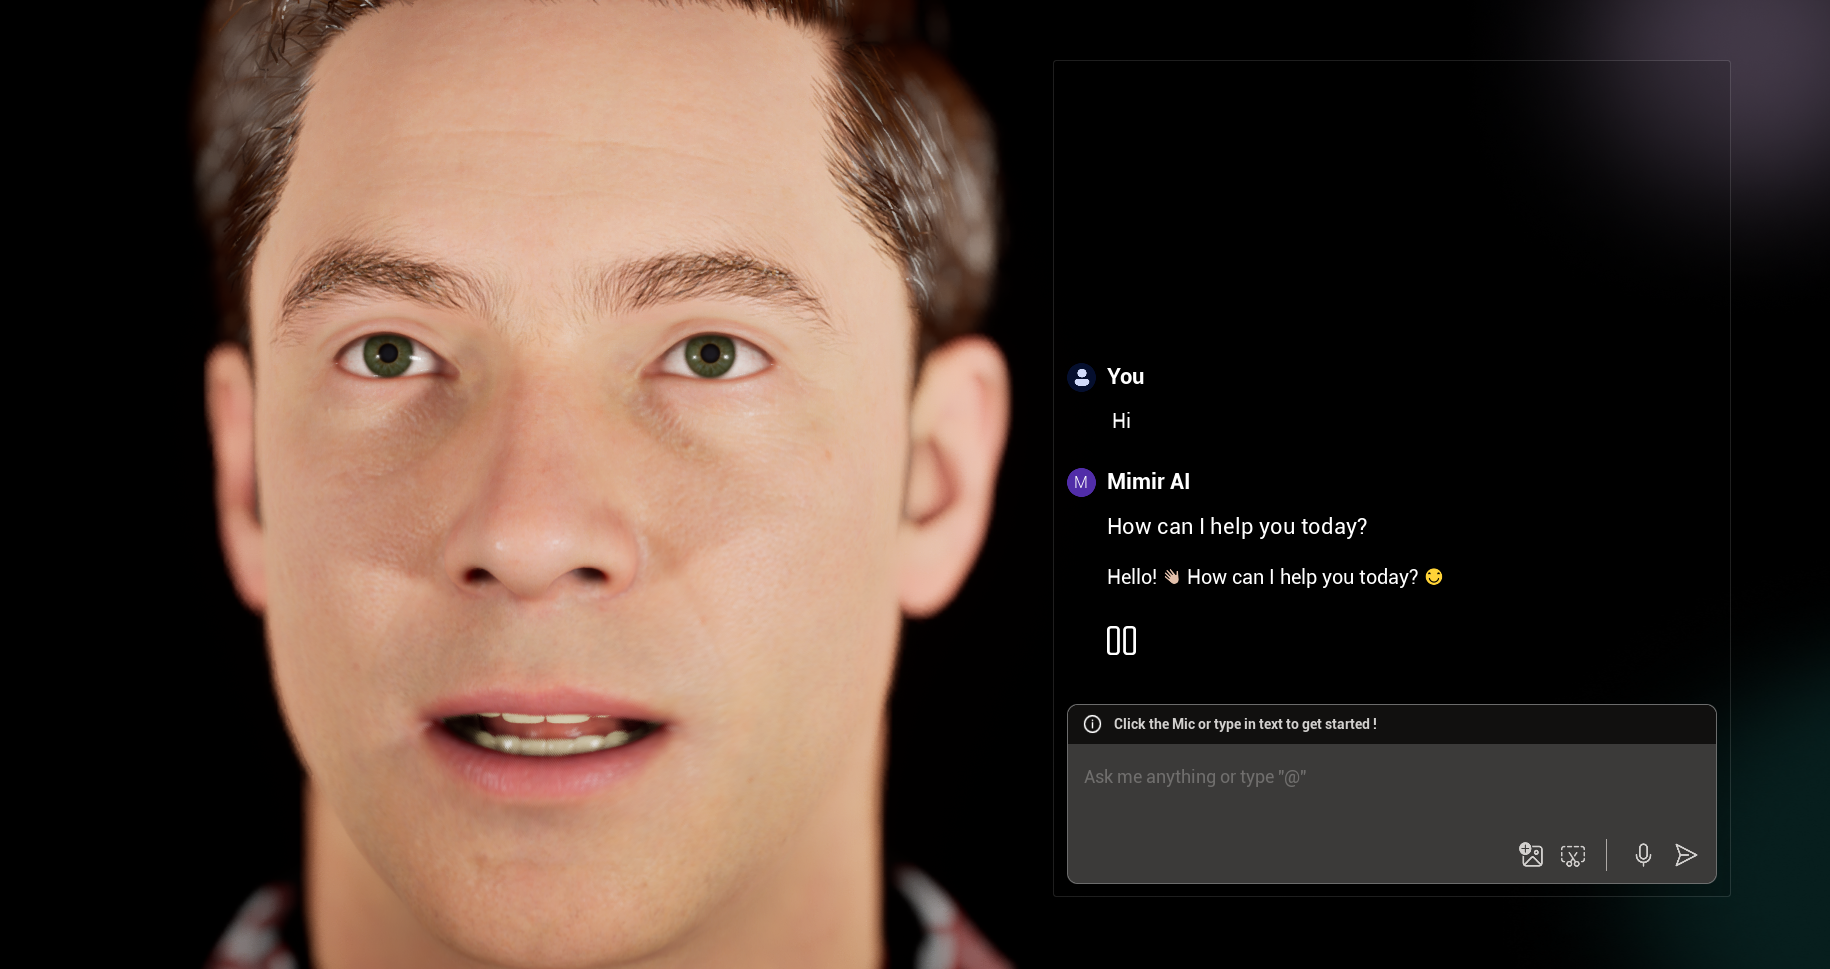 You
Hi
M
Mimir AI
How can I help you today?
Hello! 👋🏻 How can I help you today? 😊
Click the Mic or type in text to get started !
Ask me anything or type "@"